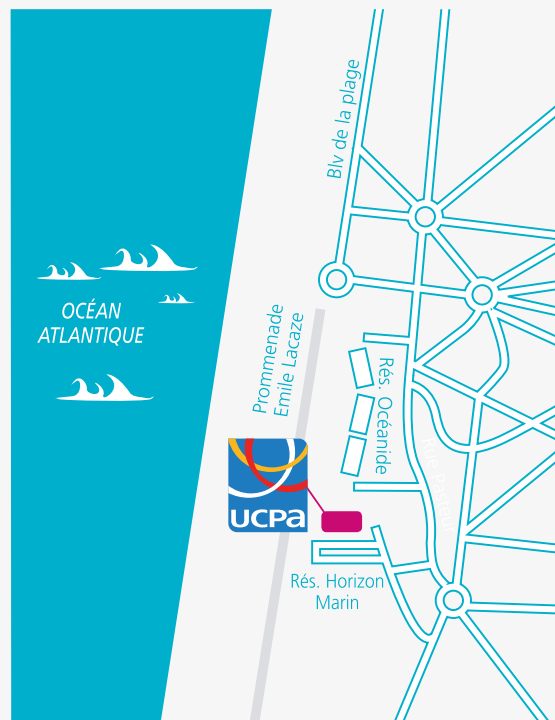 Blv de la plage
OCÉAN
ATLANTIQUE
Prommenade
Emile Lacaze
Rés. Océanide
ucpa
Rés. Horizon
Marin